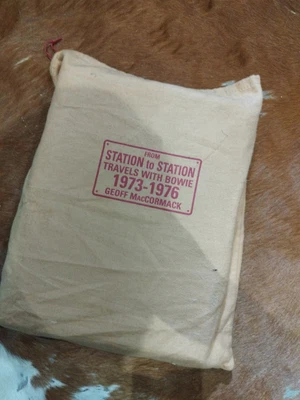 FROM
STATION to STATION
TRAVELS WITH BOWIE
1973-1976
GEOFF MacCORMACK